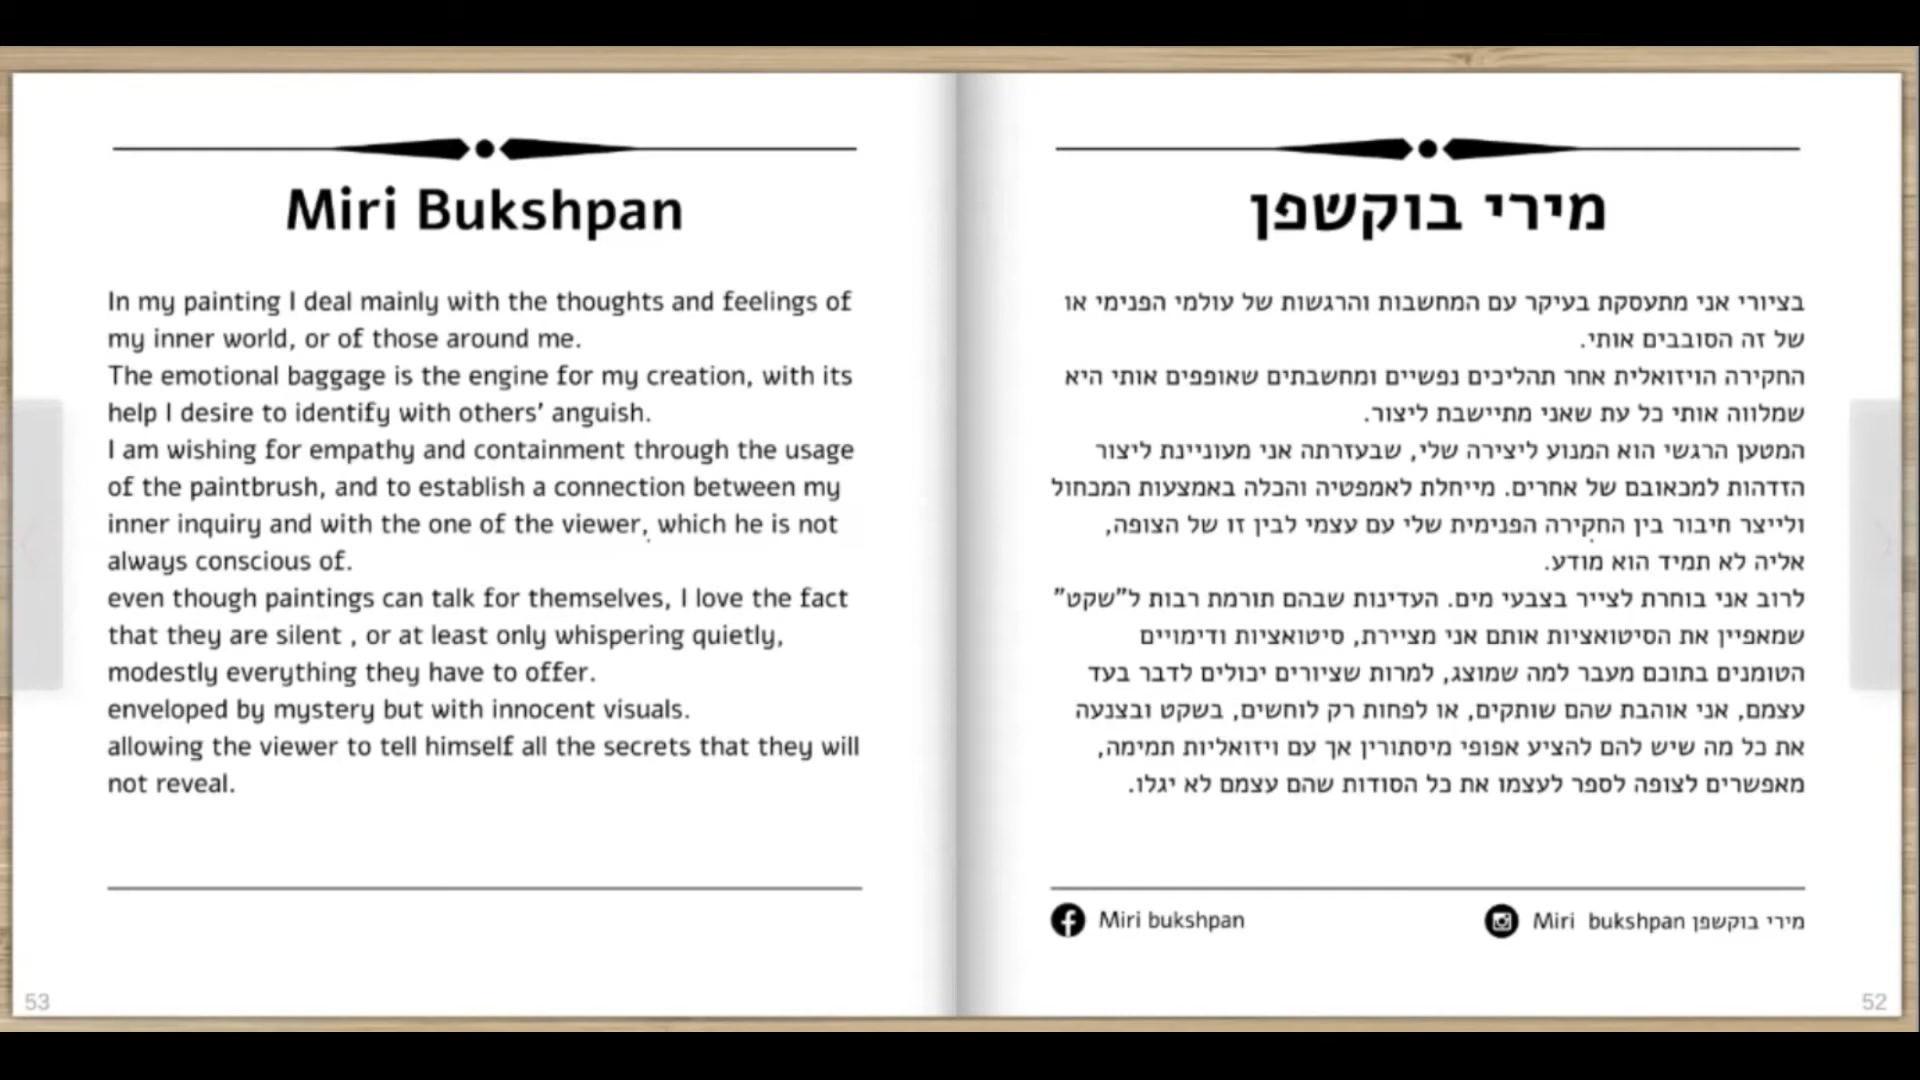 Miri Bukshpan
In my painting I deal mainly with the thoughts and feelings of
my inner world, or of those around me.
The emotional baggage is the engine for my creation, with its
help I desire to identify with others’ anguish.
I am wishing for empathy and containment through the usage
of the paintbrush, and to establish a connection between my
inner inquiry and with the one of the viewer, which he is not
always conscious of.
even though paintings can talk for themselves, I love the fact
that they are silent , or at least only whispering quietly,
modestly everything they have to offer.
enveloped by mystery but with innocent visuals.
allowing the viewer to tell himself all the secrets that they will
not reveal.
53
מירי בוקשפן
בציורי אני מתעסקת בעיקר עם המחשבות והרגשות של עולמי הפנימי או
של זה הסובבים אותי.
החקירה הויזואלית אחר תהליכים נפשיים ומחשבתים שאופפים אותי היא
שמלווה אותי כל עת שאני מתיישבת ליצור.
המטען הרגשי הוא המנוע ליצירה שלי, שבעזרתה אני מעוניינת ליצור
הזדהות למכאובם של אחרים. מייחלת לאמפטיה והכלה באמצעות המכחול
ולייצר חיבור בין החקירה הפנימית שלי עם עצמי לבין זו של הצופה,
אליה לא תמיד הוא מודע.
לרוב אני בוחרת לצייר בצבעי מים. העדינות שבהם תורמת רבות ל”שקט”
שמאפיין את הסיטואציות אותם אני מציירת, סיטואציות ודימויים
הטומנים בתוכם מעבר למה שמוצג, למרות שציורים יכולים לדבר בעד
עצמם, אני אוהבת שהם שותקים, או לפחות רק לוחשים, בשקט ובצנעה
את כל מה שיש להם להציע אפופי מיסתורין אך עם ויזואליות תמימה,
מאפשרים לצופה לספר לעצמו את כל הסודות שהם עצמם לא יגלו.
Miri bukshpan
Miri bukshpan מירי בוקשפן
52